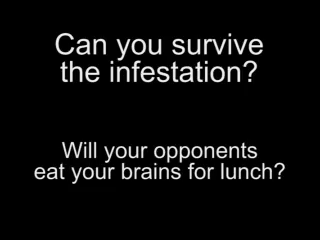 Can you survive
the infestation?
Will your opponents
eat your brains for lunch?